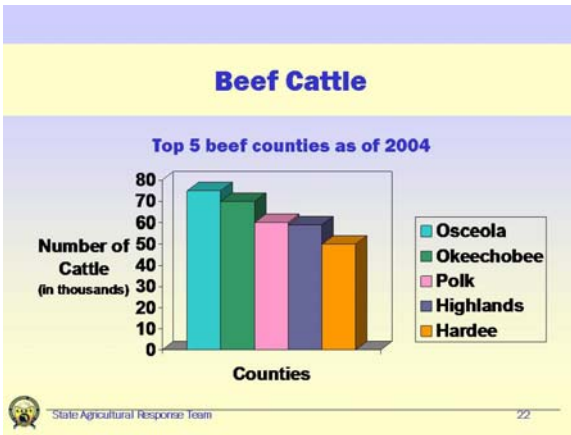 Beef Cattle
Top 5 beef counties as of 2004
80
70
60
50
40
30
20
10
0
Number of
Cattle
(in thousands)
Counties
Osceola
Okeechobee
Polk
Highlands
Hardee
State Agricultural Response Team
22